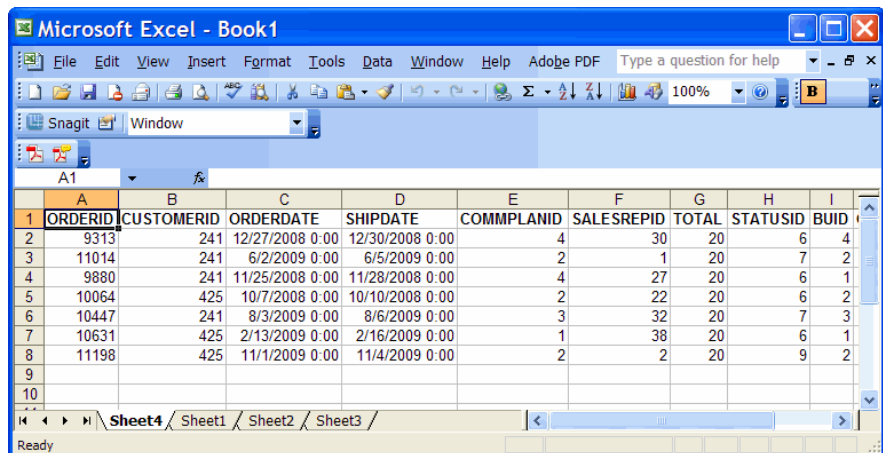 Microsoft Excel - Book1
File Edit View Insert Format Tools Data Window Help Adobe PDF Type a question for help
ABC Σ A Z Z A 100% B
Snagit Window
A1 fx
A B C D E F G H I
1 ORDERID CUSTOMERID ORDERDATE SHIPDATE COMMPLANID SALESREPID TOTAL STATUSID BUID
2 9313 241 12/27/2008 0:00 12/30/2008 0:00 4 30 20 6 4
3 11014 241 6/2/2009 0:00 6/5/2009 0:00 2 1 20 7 2
4 9880 241 11/25/2008 0:00 11/28/2008 0:00 4 27 20 6 1
5 10064 425 10/7/2008 0:00 10/10/2008 0:00 2 22 20 6 2
6 10447 241 8/3/2009 0:00 8/6/2009 0:00 3 32 20 7 3
7 10631 425 2/13/2009 0:00 2/16/2009 0:00 1 38 20 6 1
8 11198 425 11/1/2009 0:00 11/4/2009 0:00 2 2 20 9 2
9
10
Sheet4 Sheet1 Sheet2 Sheet3
Ready